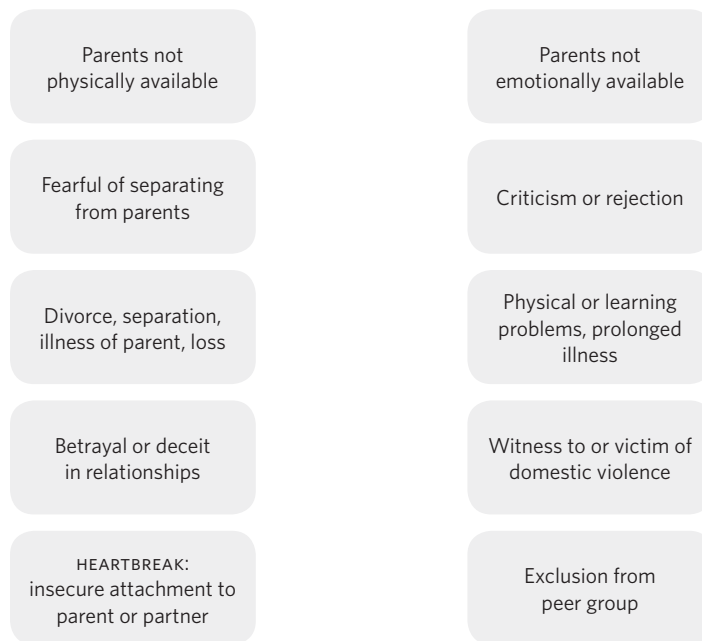 Parents not
physically available
Parents not
emotionally available
Fearful of separating
from parents
Criticism or rejection
Divorce, separation,
illness of parent, loss
Physical or learning
problems, prolonged
illness
Betrayal or deceit
in relationships
Witness to or victim of
domestic violence
HEARTBREAK:
insecure attachment to
parent or partner
Exclusion from
peer group